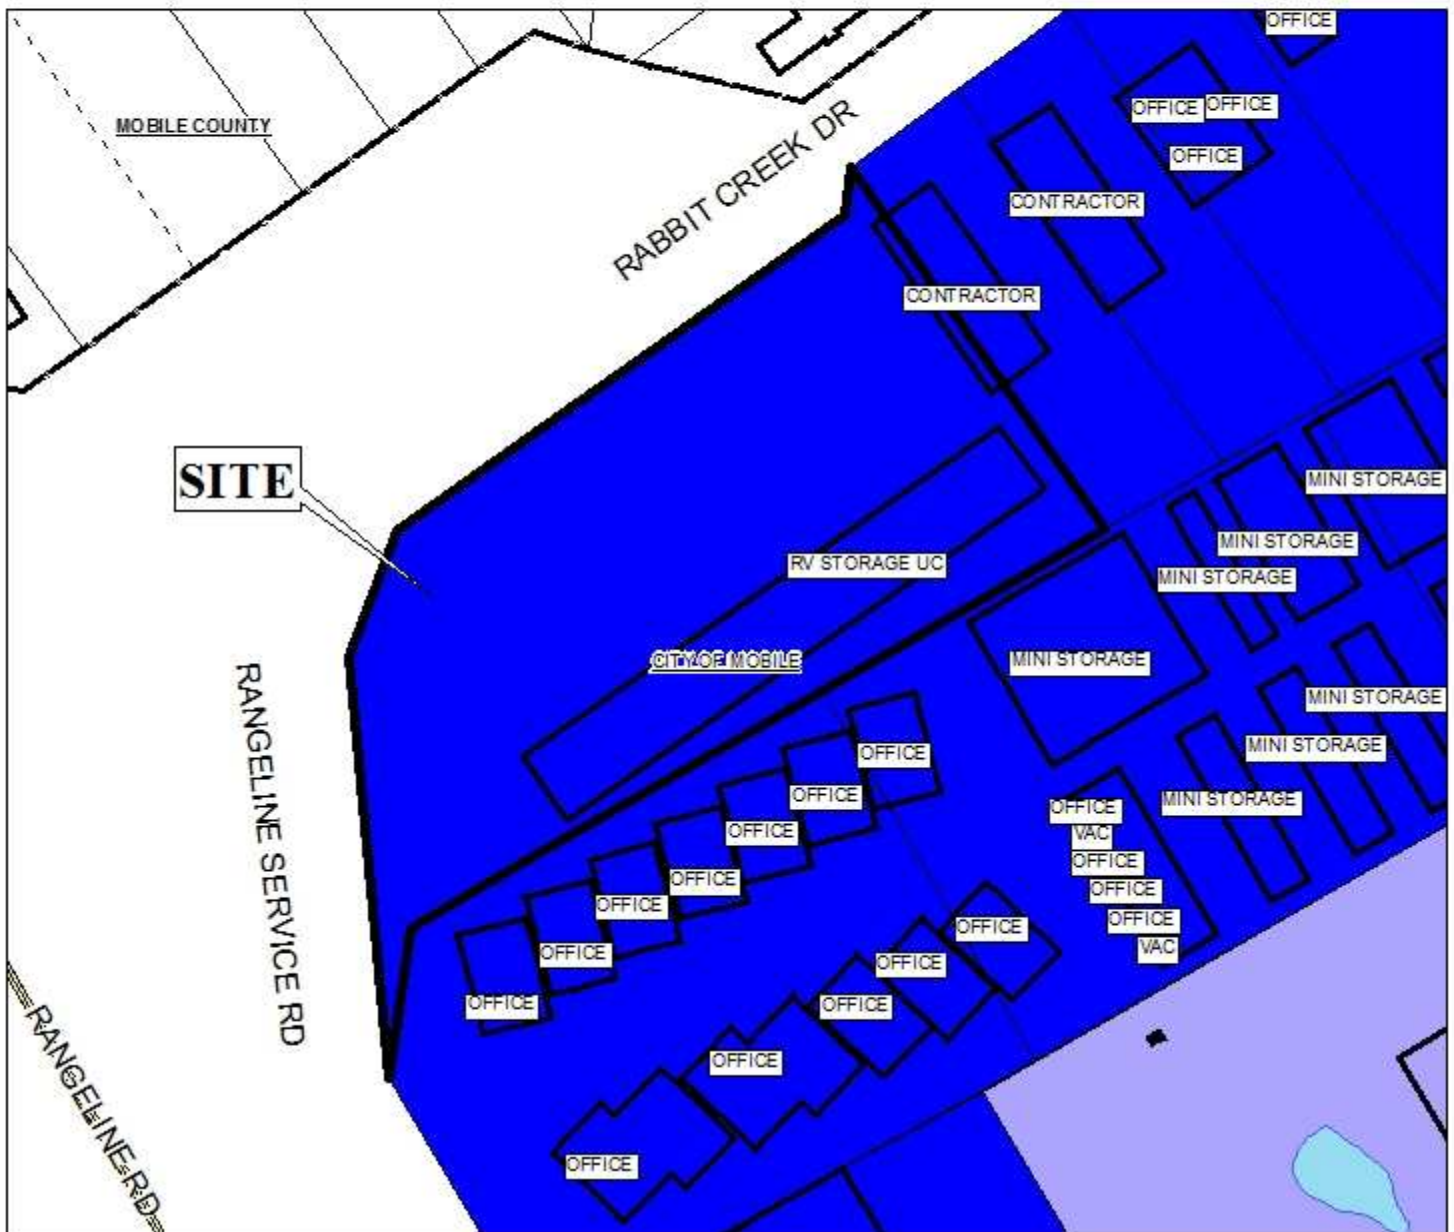 OFFICE
OFFICE
OFFICE
OFFICE
MOBILE COUNTY
RABBIT CREEK DR
CONTRACTOR
CONTRACTOR
SITE
MINI STORAGE
MINI STORAGE
MINI STORAGE
RV STORAGE UC
CITY OF MOBILE
MINI STORAGE
MINI STORAGE
MINI STORAGE
MINI STORAGE
RANGELINE SERVICE RD
OFFICE
OFFICE
OFFICE
OFFICE
OFFICE
OFFICE
OFFICE
OFFICE
VAC
OFFICE
OFFICE
OFFICE
VAC
OFFICE
OFFICE
OFFICE
OFFICE
OFFICE
RANGELINE RD